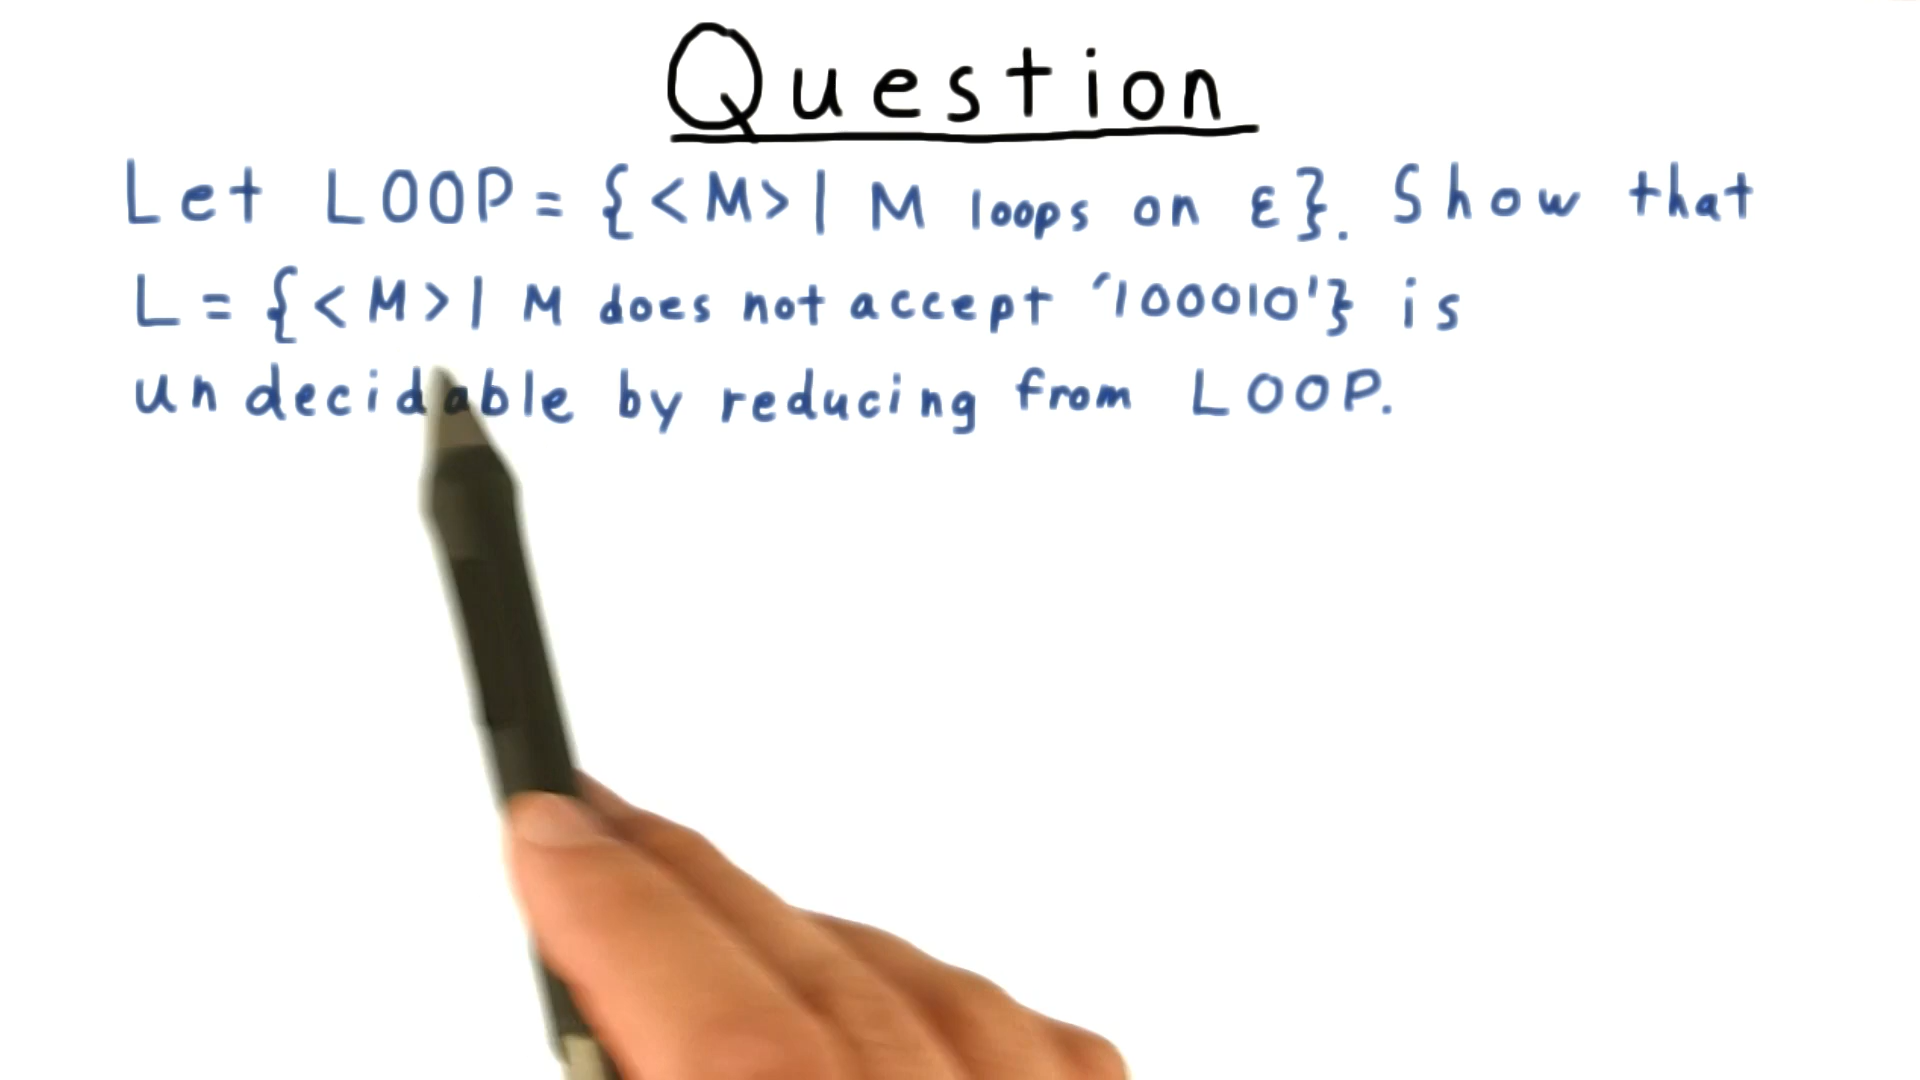 Question
Let LOOP = {<M>| M loops on ε}. Show that
L = {<M>| M does not accept '100010'} is
undecidable by reducing from LOOP.